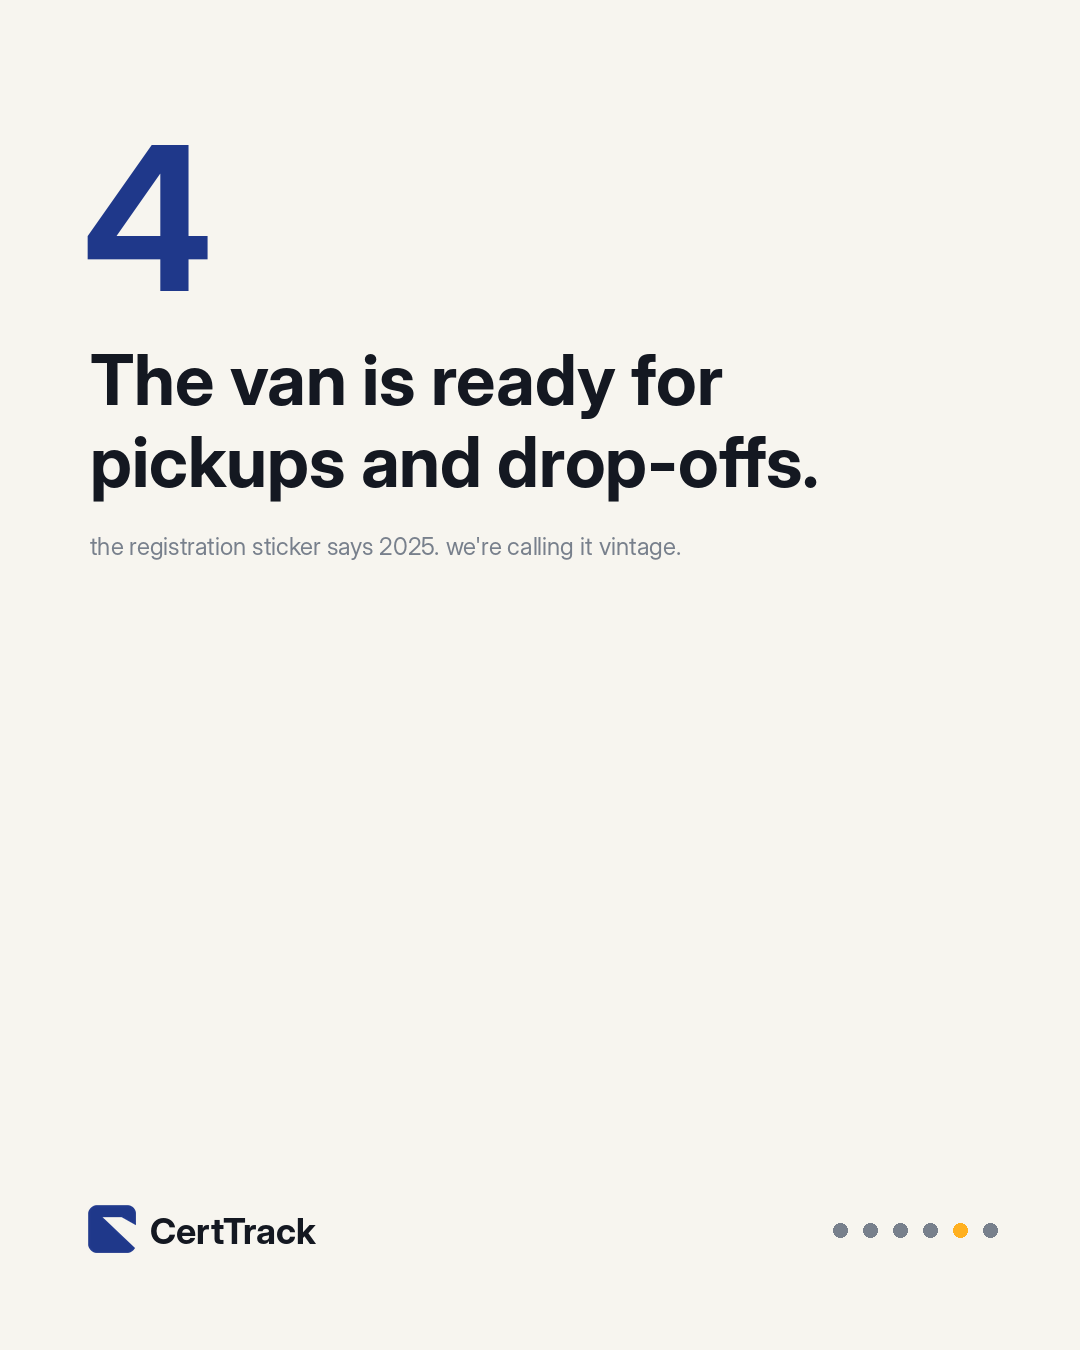 4
The van is ready for
pickups and drop-offs.
the registration sticker says 2025. we're calling it vintage.
CertTrack